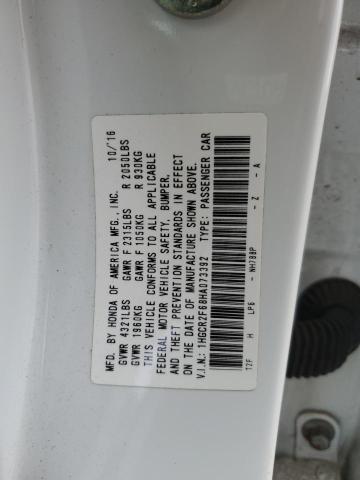 MFD. BY HONDA OF AMERICA MFG., INC. 10/16
GVWR 4321LBS GAWR F 2315LBS R 2050LBS
GVWR 1960KG GAWR F 1050KG R 930KG
THIS VEHICLE CONFORMS TO ALL APPLICABLE
FEDERAL MOTOR VEHICLE SAFETY, BUMPER,
AND THEFT PREVENTION STANDARDS IN EFFECT
ON THE DATE OF MANUFACTURE SHOWN ABOVE.
V.I.N.: 1HGCR2F68HA073392 TYPE: PASSENGER CAR
T2F H LP6 - NH788P - Z - A